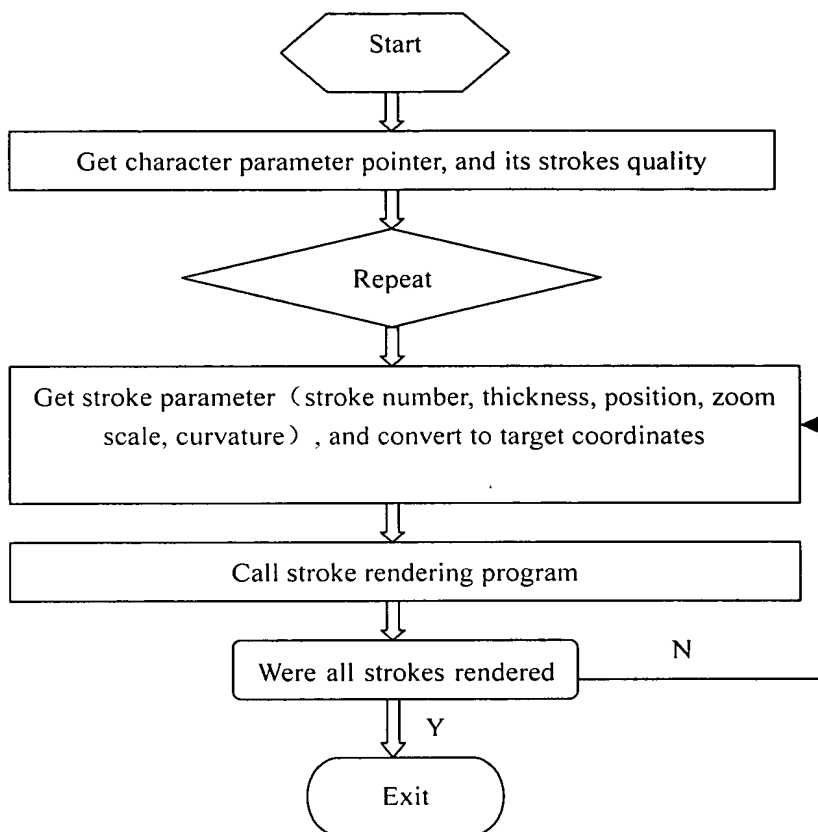 Start
Get character parameter pointer, and its strokes quality
Repeat
Get stroke parameter（stroke number, thickness, position, zoom
scale, curvature）, and convert to target coordinates
Call stroke rendering program
Were all strokes rendered
N
Y
Exit